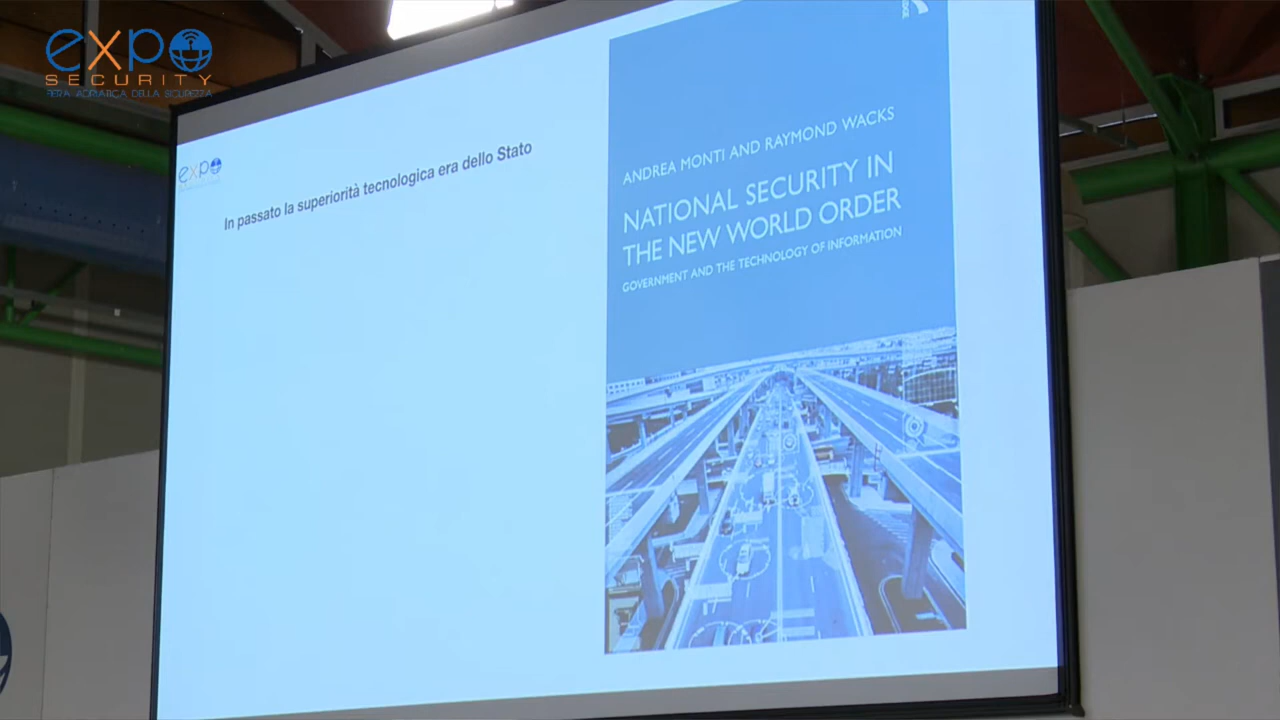 expo
SECURITY
FIERA ADRIATICA DELLA SICUREZZA
expo
In passato la superiorità tecnologica era dello Stato
ANDREA MONTI AND RAYMOND WACKS
NATIONAL SECURITY IN
THE NEW WORLD ORDER
GOVERNMENT AND THE TECHNOLOGY OF INFORMATION